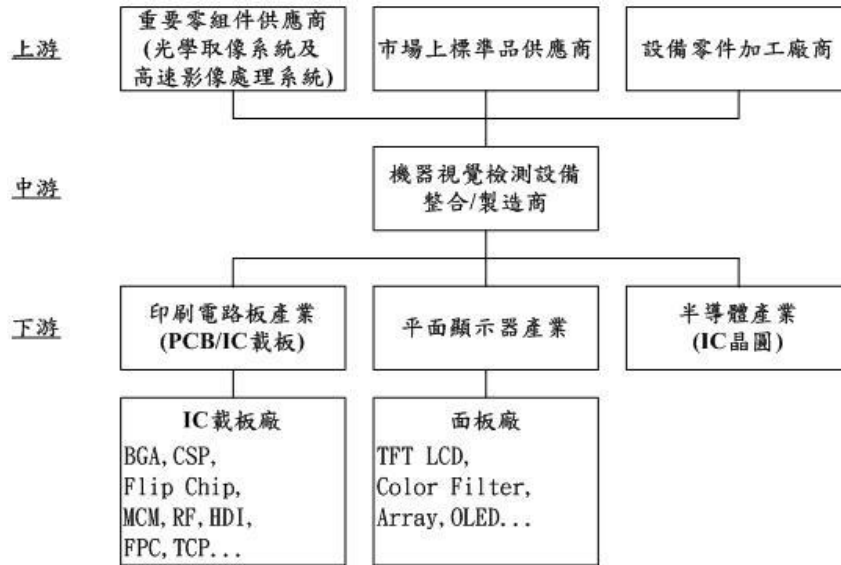 上游
重要零組件供應商
(光學取像系統及
高速影像處理系統)
市場上標準品供應商
設備零件加工廠商
中游
機器視覺檢測設備
整合/製造商
下游
印刷電路板產業
(PCB/IC載板)
平面顯示器產業
半導體產業
(IC晶圓)
IC載板廠
BGA,CSP,
Flip Chip,
MCM,RF,HDI,
FPC,TCP...
面板廠
TFT LCD,
Color Filter,
Array,OLED...